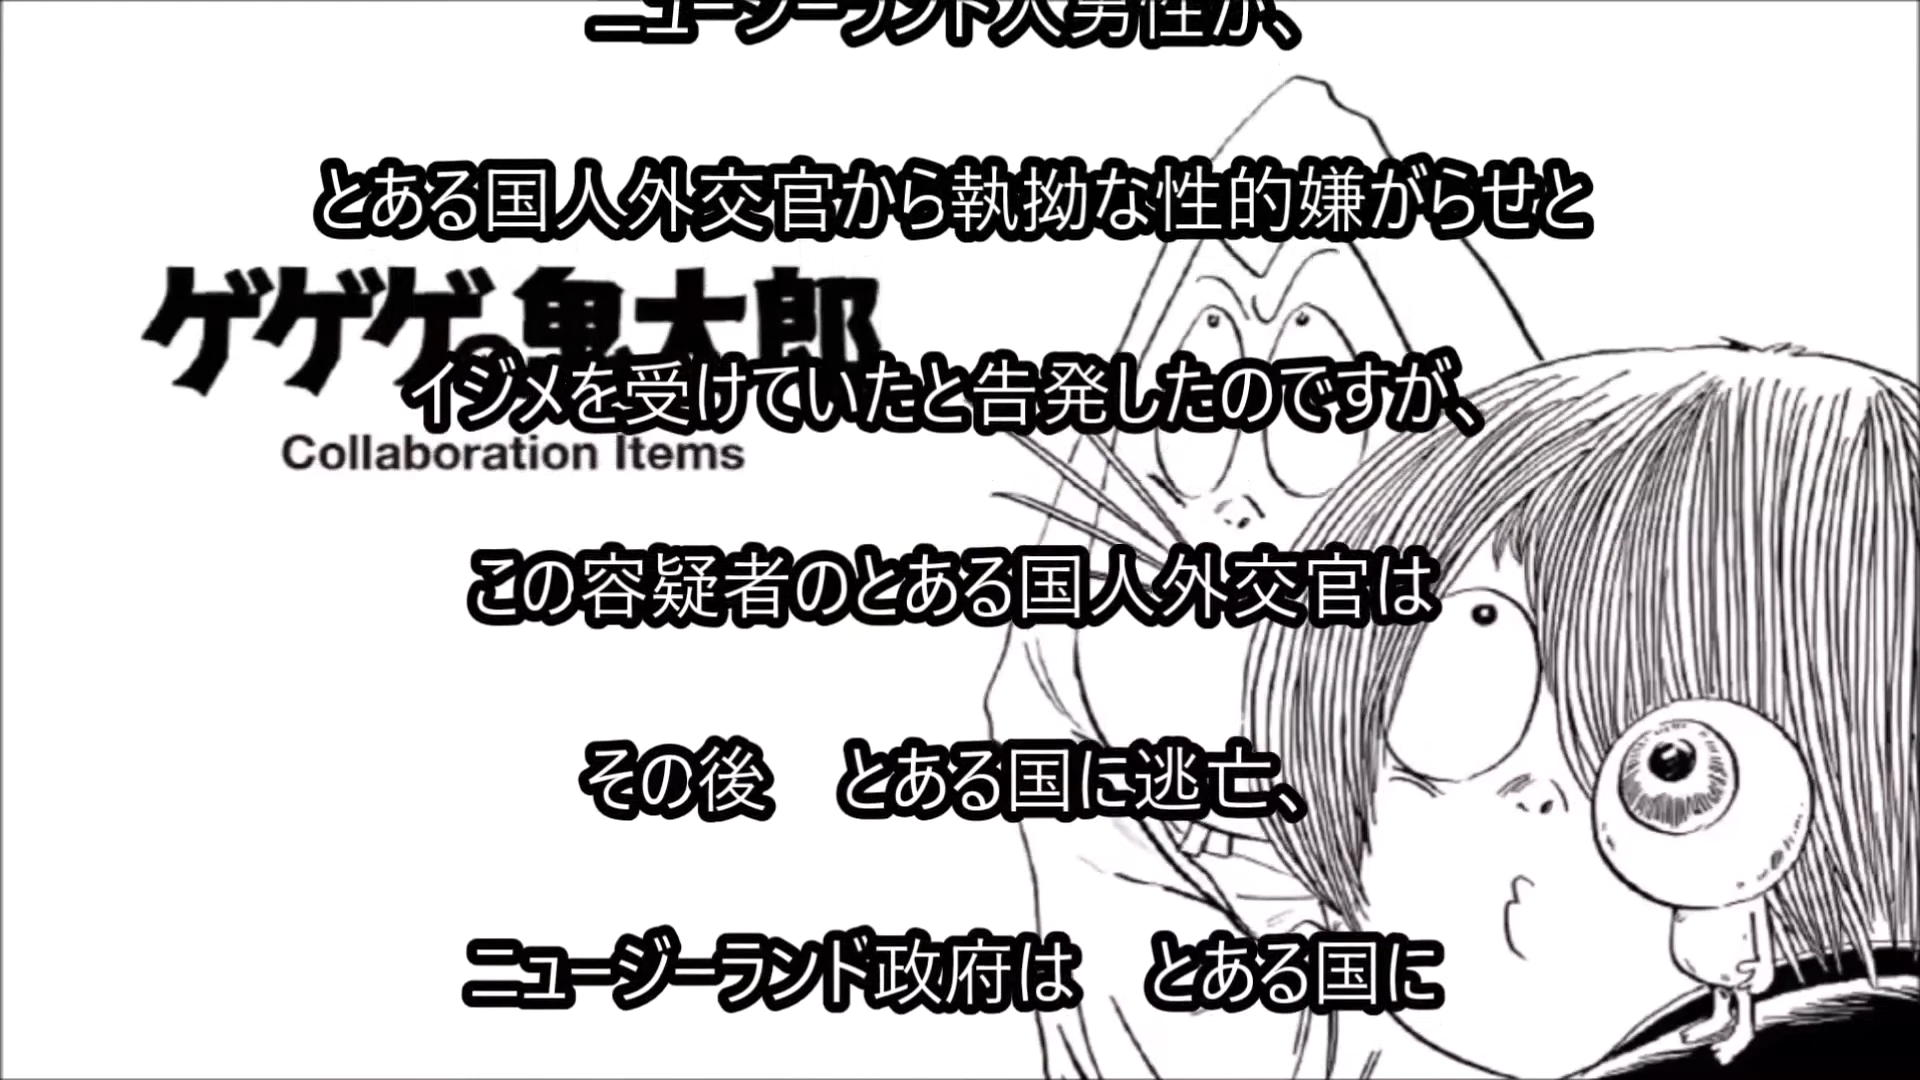 ニュージーランド人男性が、
とある国人外交官から執拗な性的嫌がらせと
ゲゲゲの鬼太郎
イジメを受けていたと告発したのですが、
Collaboration Items
この容疑者のとある国人外交官は
その後　とある国に逃亡、
ニュージーランド政府は　とある国に